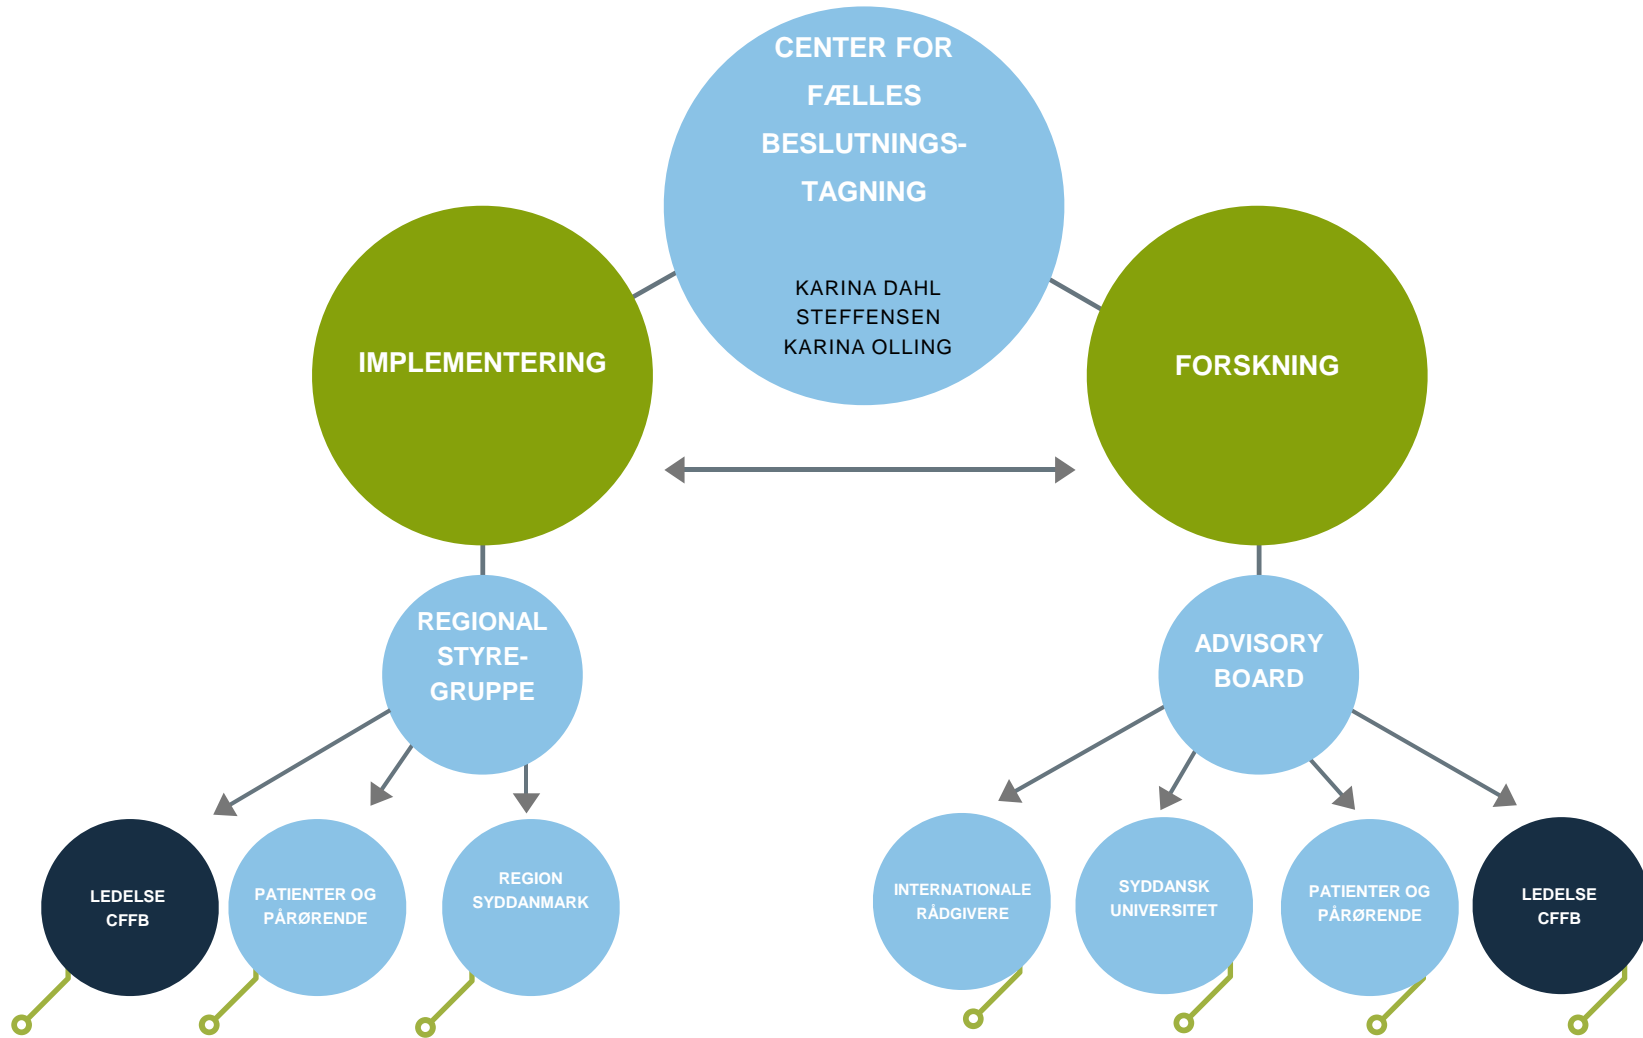 CENTER FOR
FÆLLES
BESLUTNINGS-
TAGNING
KARINA DAHL
STEFFENSEN
KARINA OLLING
IMPLEMENTERING
FORSKNING
REGIONAL
STYRE-
GRUPPE
ADVISORY
BOARD
LEDELSE
CFFB
PATIENTER OG
PÅRØRENDE
REGION
SYDDANMARK
INTERNATIONALE
RÅDGIVERE
SYDDANSK
UNIVERSITET
PATIENTER OG
PÅRØRENDE
LEDELSE
CFFB